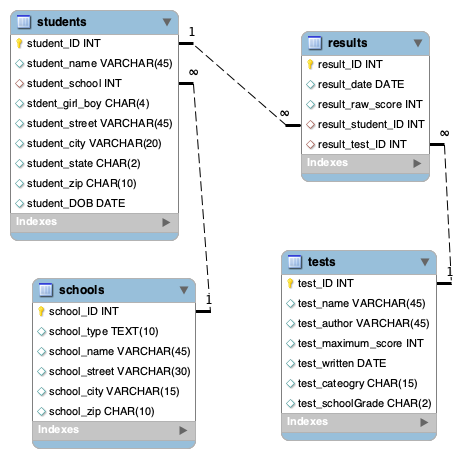 students
student_ID INT
student_name VARCHAR(45)
student_school INT
stdent_girl_boy CHAR(4)
student_street VARCHAR(45)
student_city VARCHAR(20)
student_state CHAR(2)
student_zip CHAR(10)
student_DOB DATE
Indexes
1
∞
results
result_ID INT
result_date DATE
result_raw_score INT
result_student_ID INT
result_test_ID INT
Indexes
∞
∞
schools
school_ID INT
school_type TEXT(10)
school_name VARCHAR(45)
school_street VARCHAR(30)
school_city VARCHAR(15)
school_zip CHAR(10)
Indexes
1
tests
test_ID INT
test_name VARCHAR(45)
test_author VARCHAR(45)
test_maximum_score INT
test_written DATE
test_cateogry CHAR(15)
test_schoolGrade CHAR(2)
Indexes
1